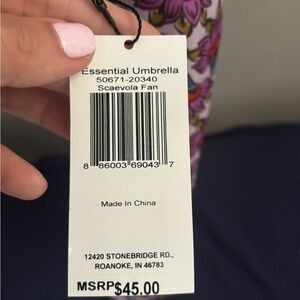 Essential Umbrella
50671-20340
Scaevola Fan
8 86003 69043 7
Made In China
12420 STONEBRIDGE RD.,
ROANOKE, IN 46783
MSRP$45.00